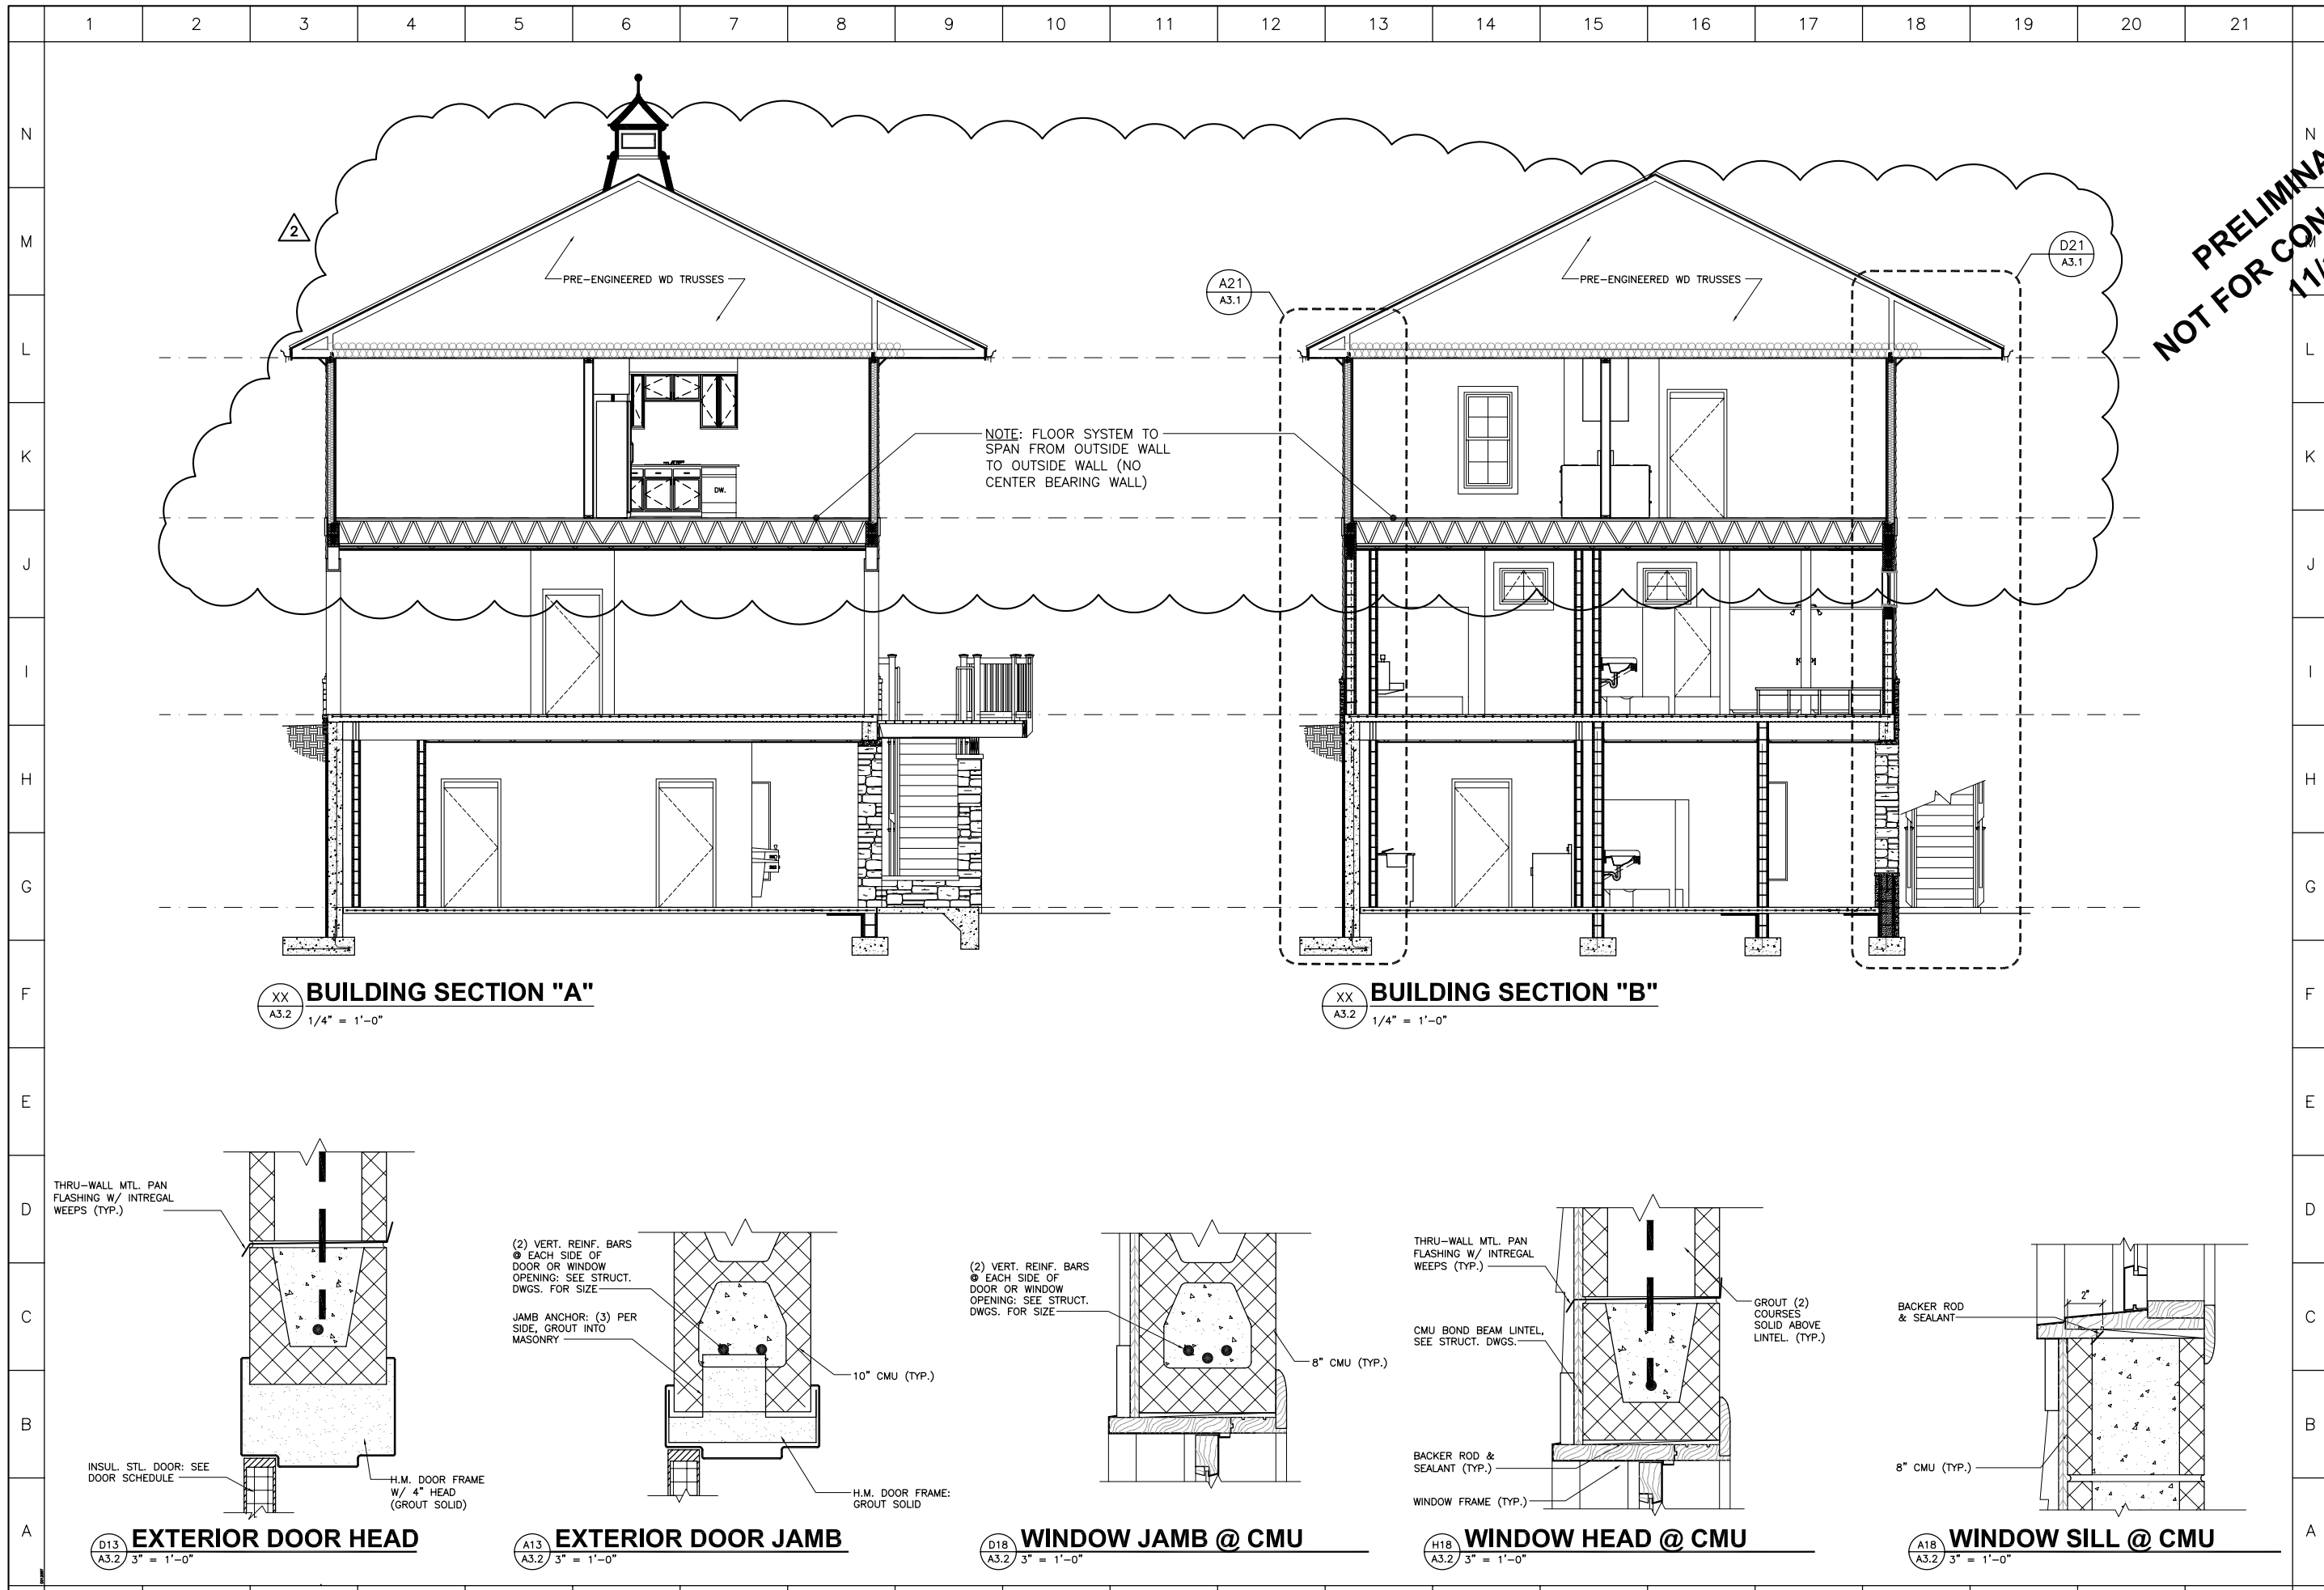 1 2 3 4 5 6 7 8 9 10 11 12 13 14 15 16 17 18 19 20 21
N
M
L
K
J
I
H
G
F
E
D
C
B
A
N
M
L
K
J
I
H
G
F
E
D
C
B
A
PRELIMINA
NOT FOR CON
11/
2
PRE-ENGINEERED WD TRUSSES
DW.
NOTE: FLOOR SYSTEM TO
SPAN FROM OUTSIDE WALL
TO OUTSIDE WALL (NO
CENTER BEARING WALL)
A21
A3.1
PRE-ENGINEERED WD TRUSSES
D21
A3.1
XX
A3.2
BUILDING SECTION "A"
1/4" = 1'-0"
XX
A3.2
BUILDING SECTION "B"
1/4" = 1'-0"
THRU-WALL MTL. PAN
FLASHING W/ INTREGAL
WEEPS (TYP.)
INSUL. STL. DOOR: SEE
DOOR SCHEDULE
H.M. DOOR FRAME
W/ 4" HEAD
(GROUT SOLID)
D13
A3.2
EXTERIOR DOOR HEAD
3" = 1'-0"
(2) VERT. REINF. BARS
@ EACH SIDE OF
DOOR OR WINDOW
OPENING: SEE STRUCT.
DWGS. FOR SIZE
JAMB ANCHOR: (3) PER
SIDE, GROUT INTO
MASONRY
10" CMU (TYP.)
H.M. DOOR FRAME:
GROUT SOLID
A13
A3.2
EXTERIOR DOOR JAMB
3" = 1'-0"
(2) VERT. REINF. BARS
@ EACH SIDE OF
DOOR OR WINDOW
OPENING: SEE STRUCT.
DWGS. FOR SIZE
8" CMU (TYP.)
D18
A3.2
WINDOW JAMB @ CMU
3" = 1'-0"
THRU-WALL MTL. PAN
FLASHING W/ INTREGAL
WEEPS (TYP.)
CMU BOND BEAM LINTEL,
SEE STRUCT. DWGS.
GROUT (2)
COURSES
SOLID ABOVE
LINTEL. (TYP.)
BACKER ROD &
SEALANT (TYP.)
WINDOW FRAME (TYP.)
H18
A3.2
WINDOW HEAD @ CMU
3" = 1'-0"
BACKER ROD
& SEALANT
2"
8" CMU (TYP.)
A18
A3.2
WINDOW SILL @ CMU
3" = 1'-0"